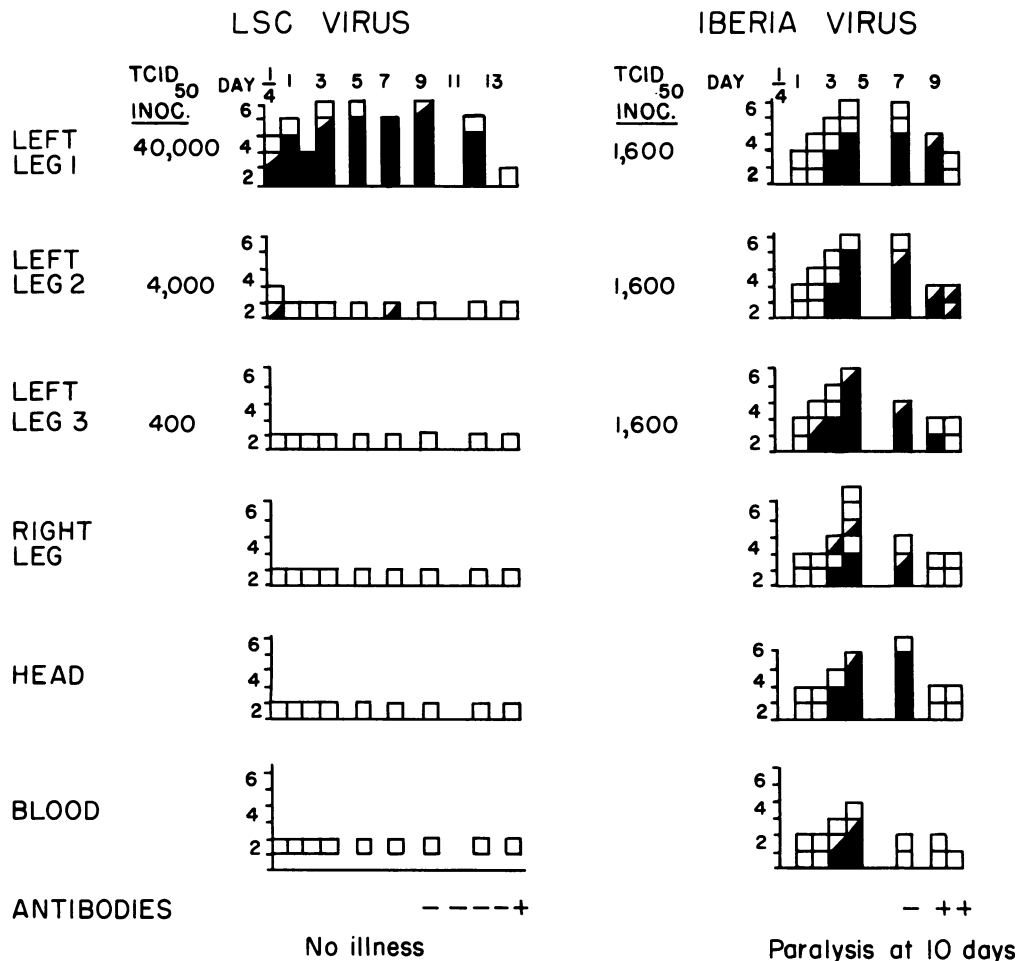 LSC VIRUS
IBERIA VIRUS
TCID50 INOC. DAY 1/4 1 3 5 7 9 11 13
TCID50 INOC. DAY 1/4 1 3 5 7 9
LEFT LEG 1
40,000
6 4 2
1,600
6 4 2
LEFT LEG 2
4,000
6 4 2
1,600
6 4 2
LEFT LEG 3
400
6 4 2
1,600
6 4 2
RIGHT LEG
6 4 2
6 4 2
HEAD
6 4 2
6 4 2
BLOOD
6 4 2
6 4 2
ANTIBODIES
– – – – – +
– + +
No illness
Paralysis at 10 days